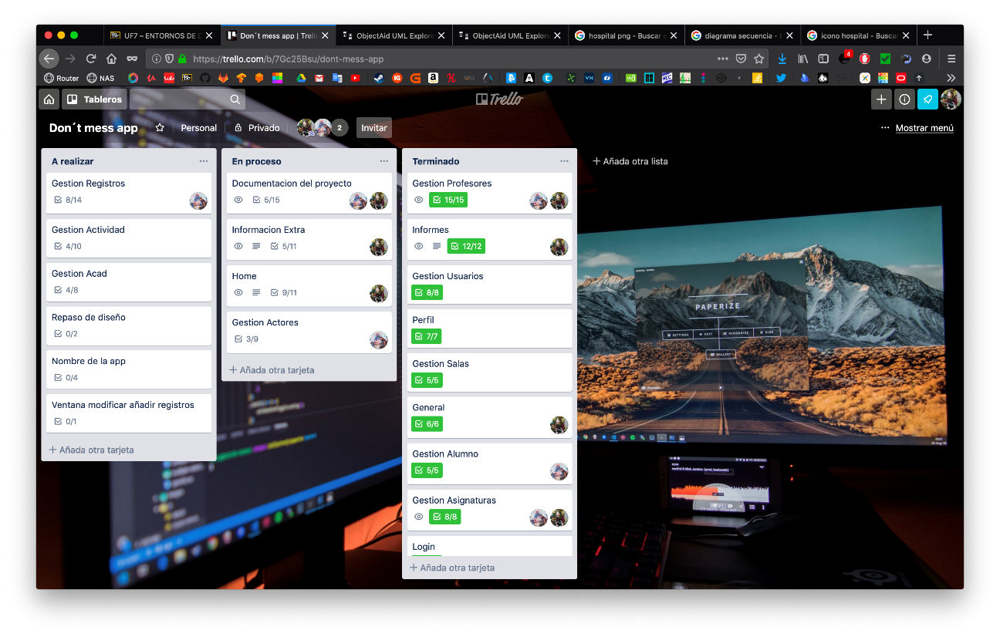 UF7 – ENTORNOS DE D
Don´t mess app | Trell
ObjectAid UML Explore
ObjectAid UML Explore
hospital png - Buscar c
diagrama secuencia -
icono hospital - Buscar
https://trello.com/b/7Gc25Bsu/dont-mess-app
4
Router
NAS
Tableros
Trello
Don´t mess app
Personal
Privado
2
Invitar
Mostrar menú
A realizar
Gestion Registros
8/14
Gestion Actividad
4/10
Gestion Acad
4/8
Repaso de diseño
0/2
Nombre de la app
0/4
Ventana modificar añadir registros
0/1
+ Añada otra tarjeta
En proceso
Documentacion del proyecto
5/15
Informacion Extra
5/11
Home
9/11
Gestion Actores
3/9
+ Añada otra tarjeta
Terminado
Gestion Profesores
15/15
Informes
12/12
Gestion Usuarios
8/8
Perfil
7/7
Gestion Salas
5/5
General
6/6
Gestion Alumno
5/5
Gestion Asignaturas
8/8
Login
+ Añada otra tarjeta
+ Añada otra lista
PAPERIZE
SETTINGS
NEXT
RANDOMIZE
HIDE
GALLERY